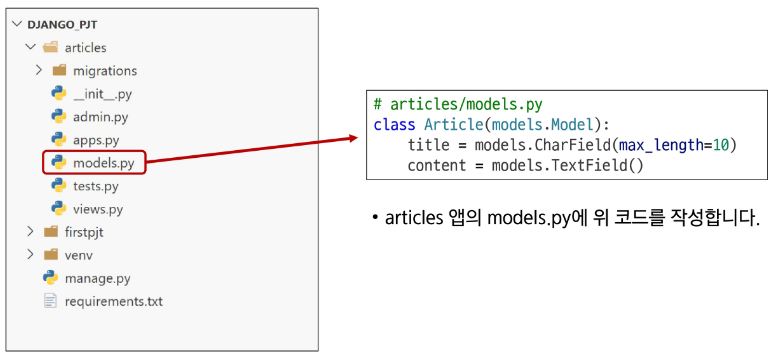 DJANGO_PJT
articles
migrations
__init__.py
admin.py
apps.py
models.py
tests.py
views.py
firstpjt
venv
manage.py
requirements.txt
# articles/models.py
class Article(models.Model):
    title = models.CharField(max_length=10)
    content = models.TextField()
• articles 앱의 models.py에 위 코드를 작성합니다.